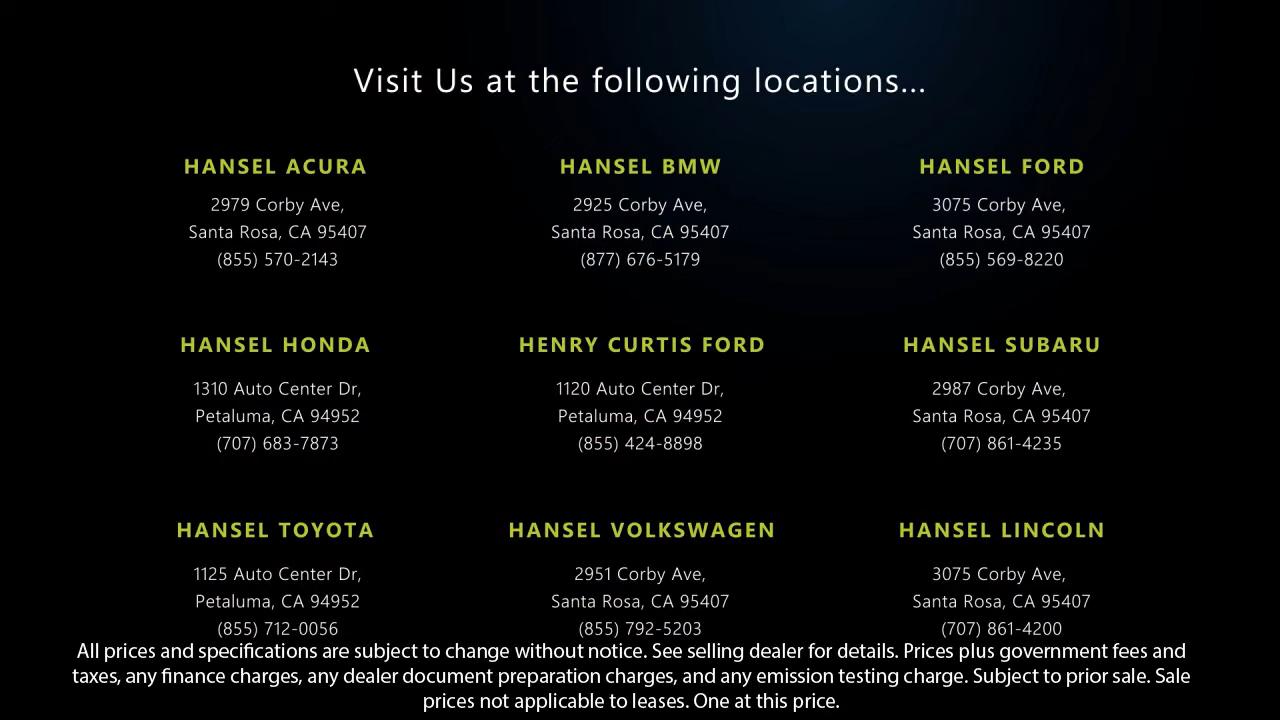 Visit Us at the following locations...
HANSEL ACURA
2979 Corby Ave,
Santa Rosa, CA 95407
(855) 570-2143
HANSEL BMW
2925 Corby Ave,
Santa Rosa, CA 95407
(877) 676-5179
HANSEL FORD
3075 Corby Ave,
Santa Rosa, CA 95407
(855) 569-8220
HANSEL HONDA
1310 Auto Center Dr,
Petaluma, CA 94952
(707) 683-7873
HENRY CURTIS FORD
1120 Auto Center Dr,
Petaluma, CA 94952
(855) 424-8898
HANSEL SUBARU
2987 Corby Ave,
Santa Rosa, CA 95407
(707) 861-4235
HANSEL TOYOTA
1125 Auto Center Dr,
Petaluma, CA 94952
(855) 712-0056
HANSEL VOLKSWAGEN
2951 Corby Ave,
Santa Rosa, CA 95407
(855) 792-5203
HANSEL LINCOLN
3075 Corby Ave,
Santa Rosa, CA 95407
(707) 861-4200
All prices and specifications are subject to change without notice. See selling dealer for details. Prices plus government fees and
taxes, any finance charges, any dealer document preparation charges, and any emission testing charge. Subject to prior sale. Sale
prices not applicable to leases. One at this price.